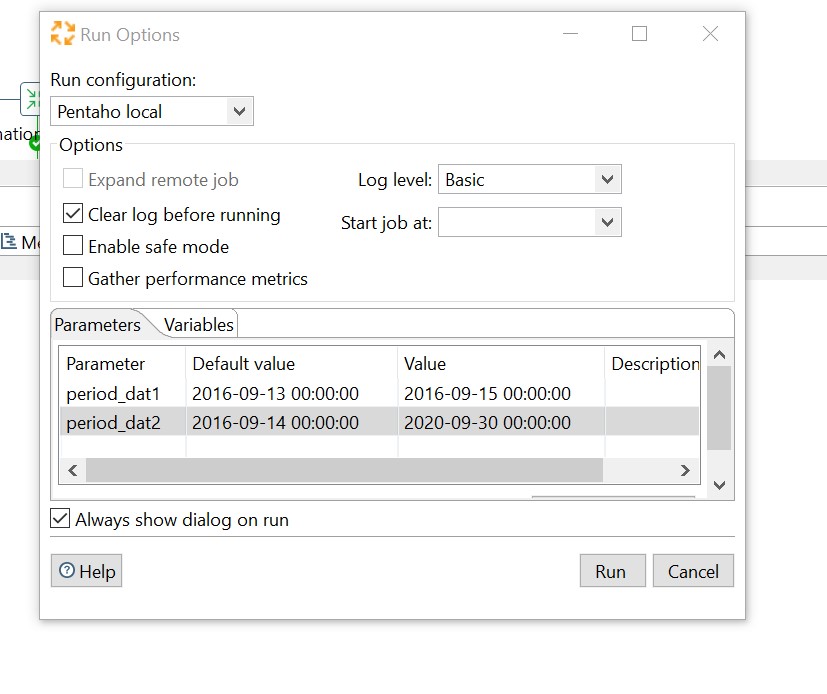 Run Options
Run configuration:
Pentaho local
Options
Expand remote job
Log level: Basic
Clear log before running
Start job at:
Enable safe mode
Gather performance metrics
Parameters Variables
Parameter Default value Value Description
period_dat1 2016-09-13 00:00:00 2016-09-15 00:00:00
period_dat2 2016-09-14 00:00:00 2020-09-30 00:00:00
Always show dialog on run
Help Run Cancel